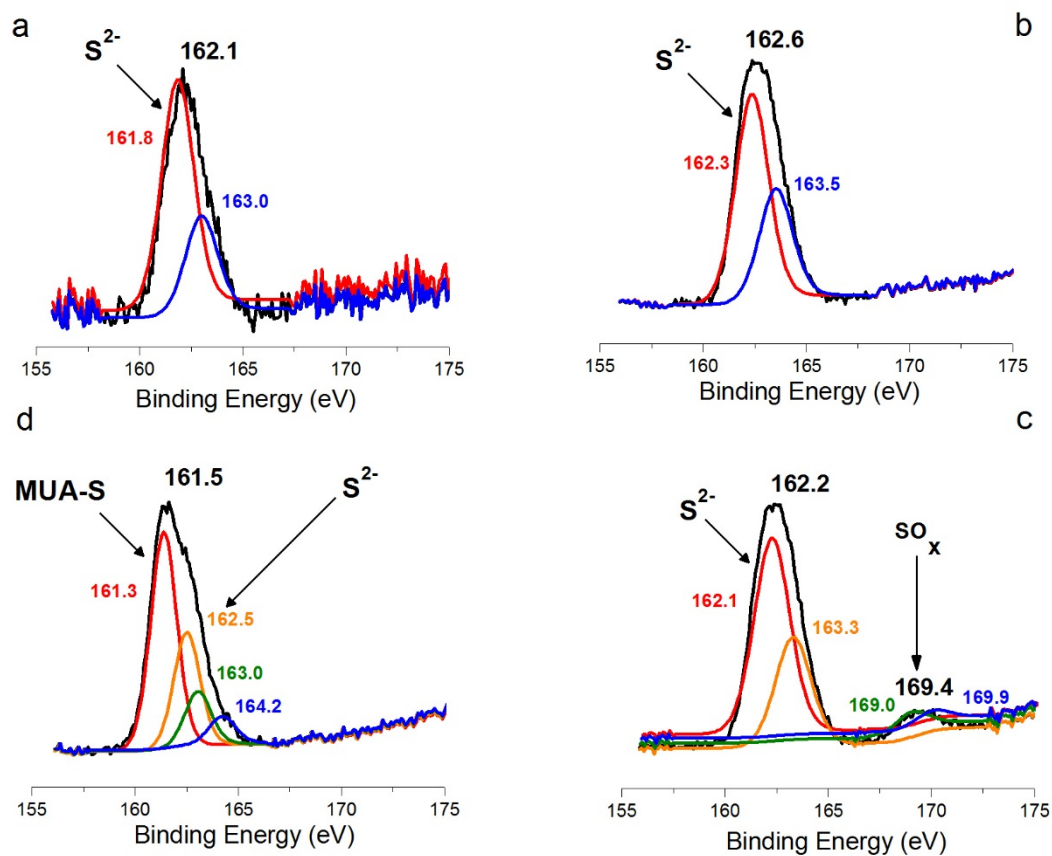 a
S²⁻
162.1
161.8
163.0
155 160 165 170 175
Binding Energy (eV)
b
S²⁻
162.6
162.3
163.5
155 160 165 170 175
Binding Energy (eV)
d
MUA-S
161.5
S²⁻
161.3
162.5
163.0
164.2
155 160 165 170 175
Binding Energy (eV)
c
S²⁻
162.2
SOₓ
162.1
163.3
169.0
169.4
169.9
155 160 165 170 175
Binding Energy (eV)